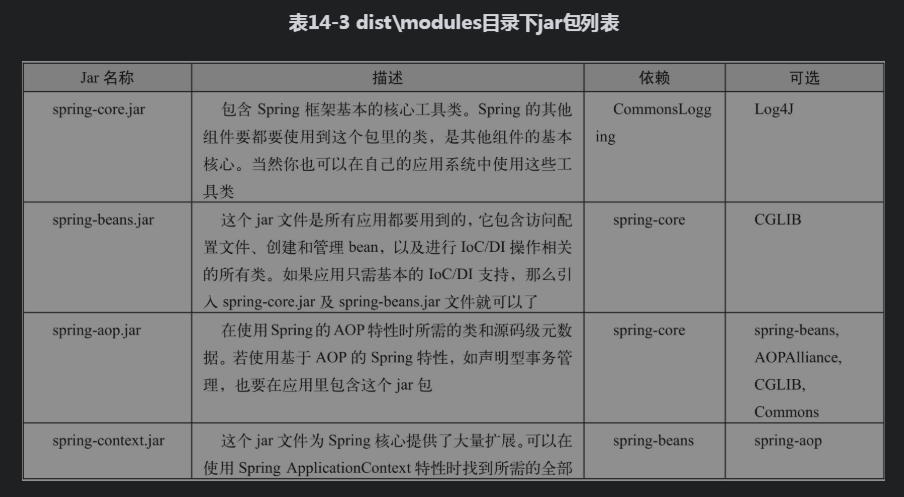 表14-3 dist\modules目录下jar包列表
Jar 名称 描述 依赖 可选
spring-core.jar 包含 Spring 框架基本的核心工具类。Spring 的其他 CommonsLogg Log4J
组件要都要使用到这个包里的类，是其他组件的基本 ing
核心。当然你也可以在自己的应用系统中使用这些工
具类
spring-beans.jar 这个 jar 文件是所有应用都要用到的，它包含访问配 spring-core CGLIB
置文件、创建和管理 bean，以及进行 IoC/DI 操作相关
的所有类。如果应用只需基本的 IoC/DI 支持，那么引
入 spring-core.jar 及 spring-beans.jar 文件就可以了
spring-aop.jar 在使用 Spring 的 AOP 特性时所需的类和源码级元数 spring-core spring-beans,
据。若使用基于 AOP 的 Spring 特性，如声明型事务管 AOPAlliance,
理，也要在应用里包含这个 jar 包 CGLIB,
Commons
spring-context.jar 这个 jar 文件为 Spring 核心提供了大量扩展。可以在 spring-beans spring-aop
使用 Spring ApplicationContext 特性时找到所需的全部